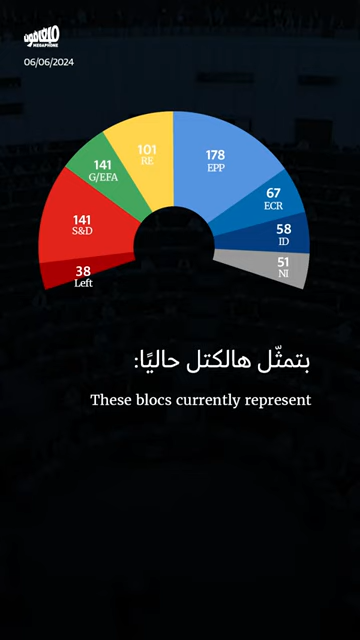 ميغافون
MEGAPHONE
06/06/2024
101
RE
178
EPP
141
G/EFA
67
ECR
141
S&D
58
ID
38
Left
51
NI
بتمثّل هالكتل حاليًا:
These blocs currently represent